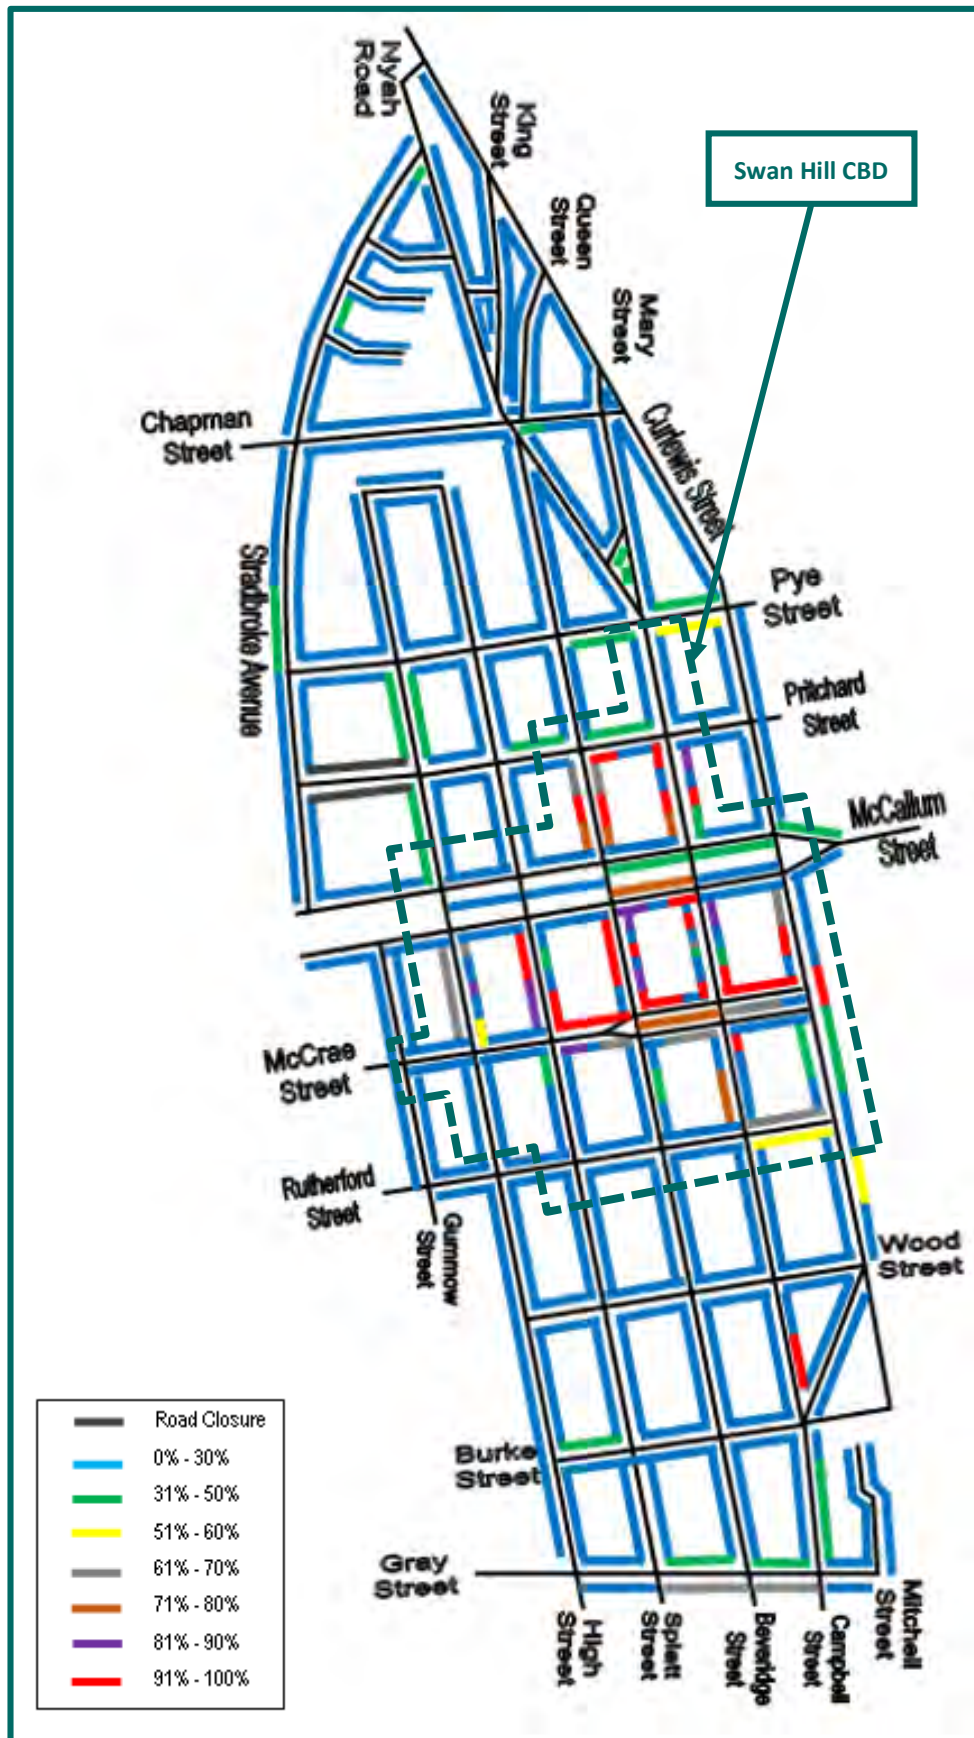 Nyah
Road
King
Street
Swan Hill CBD
Queen
Street
Mary
Street
Chapman
Street
Curlewis Street
Stradbroke Avenue
Pye
Street
Pritchard
Street
McCallum
Street
McCrae
Street
Rutherford
Street
Gummow
Street
Wood
Street
Burke
Street
Gray
Street
High
Street
Splatt
Street
Beveridge
Street
Campbell
Street
Mitchell
Street
Road Closure
0% - 30%
31% - 50%
51% - 60%
61% - 70%
71% - 80%
81% - 90%
91% - 100%